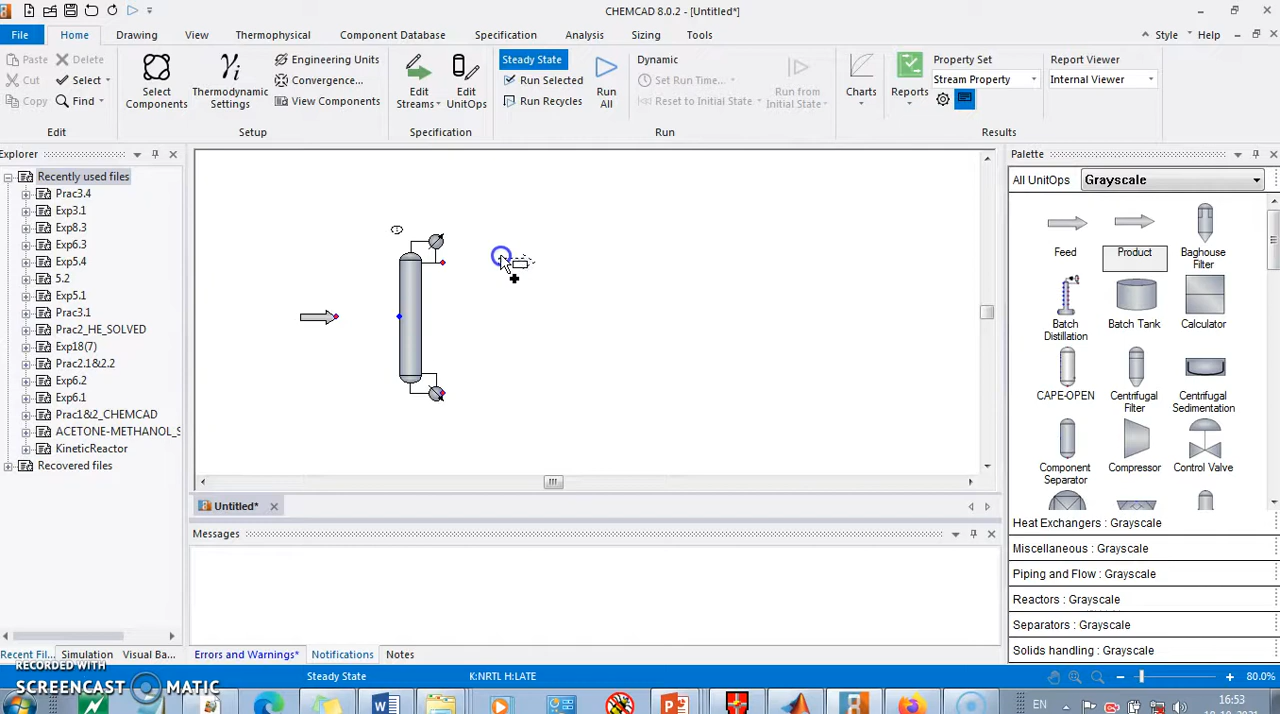 CHEMCAD 8.0.2 - [Untitled*]
File Home Drawing View Thermophysical Component Database Specification Analysis Sizing Tools Style Help
Paste Delete
Cut Select
Copy Find
Edit
Select Components
Thermodynamic Settings
Engineering Units
Convergence...
View Components
Setup
Edit Streams
Edit UnitOps
Specification
Steady State
Run Selected
Run Recycles
Run All
Dynamic
Set Run Time...
Reset to Initial State
Run from Initial State
Run
Charts
Reports
Property Set
Stream Property
Report Viewer
Internal Viewer
Results
Explorer
Recently used files
Prac3.4
Exp3.1
Exp8.3
Exp6.3
Exp5.4
5.2
Exp5.1
Prac3.1
Prac2_HE_SOLVED
Exp18(7)
Prac2.1&2.2
Exp6.2
Exp6.1
Prac1&2_CHEMCAD
ACETONE-METHANOL_S
KineticReactor
Recovered files
Recent Fil... Simulation Visual Ba...
Untitled*
Messages
Errors and Warnings* Notifications Notes
Palette
All UnitOps Grayscale
Feed Product Baghouse Filter
Batch Distillation Batch Tank Calculator
CAPE-OPEN Centrifugal Filter Centrifugal Sedimentation
Component Separator Compressor Control Valve
Heat Exchangers : Grayscale
Miscellaneous : Grayscale
Piping and Flow : Grayscale
Reactors : Grayscale
Separators : Grayscale
Solids handling : Grayscale
RECORDED WITH
SCREENCAST MATIC
Steady State K:NRTL H:LATE 80.0%
EN 16:53